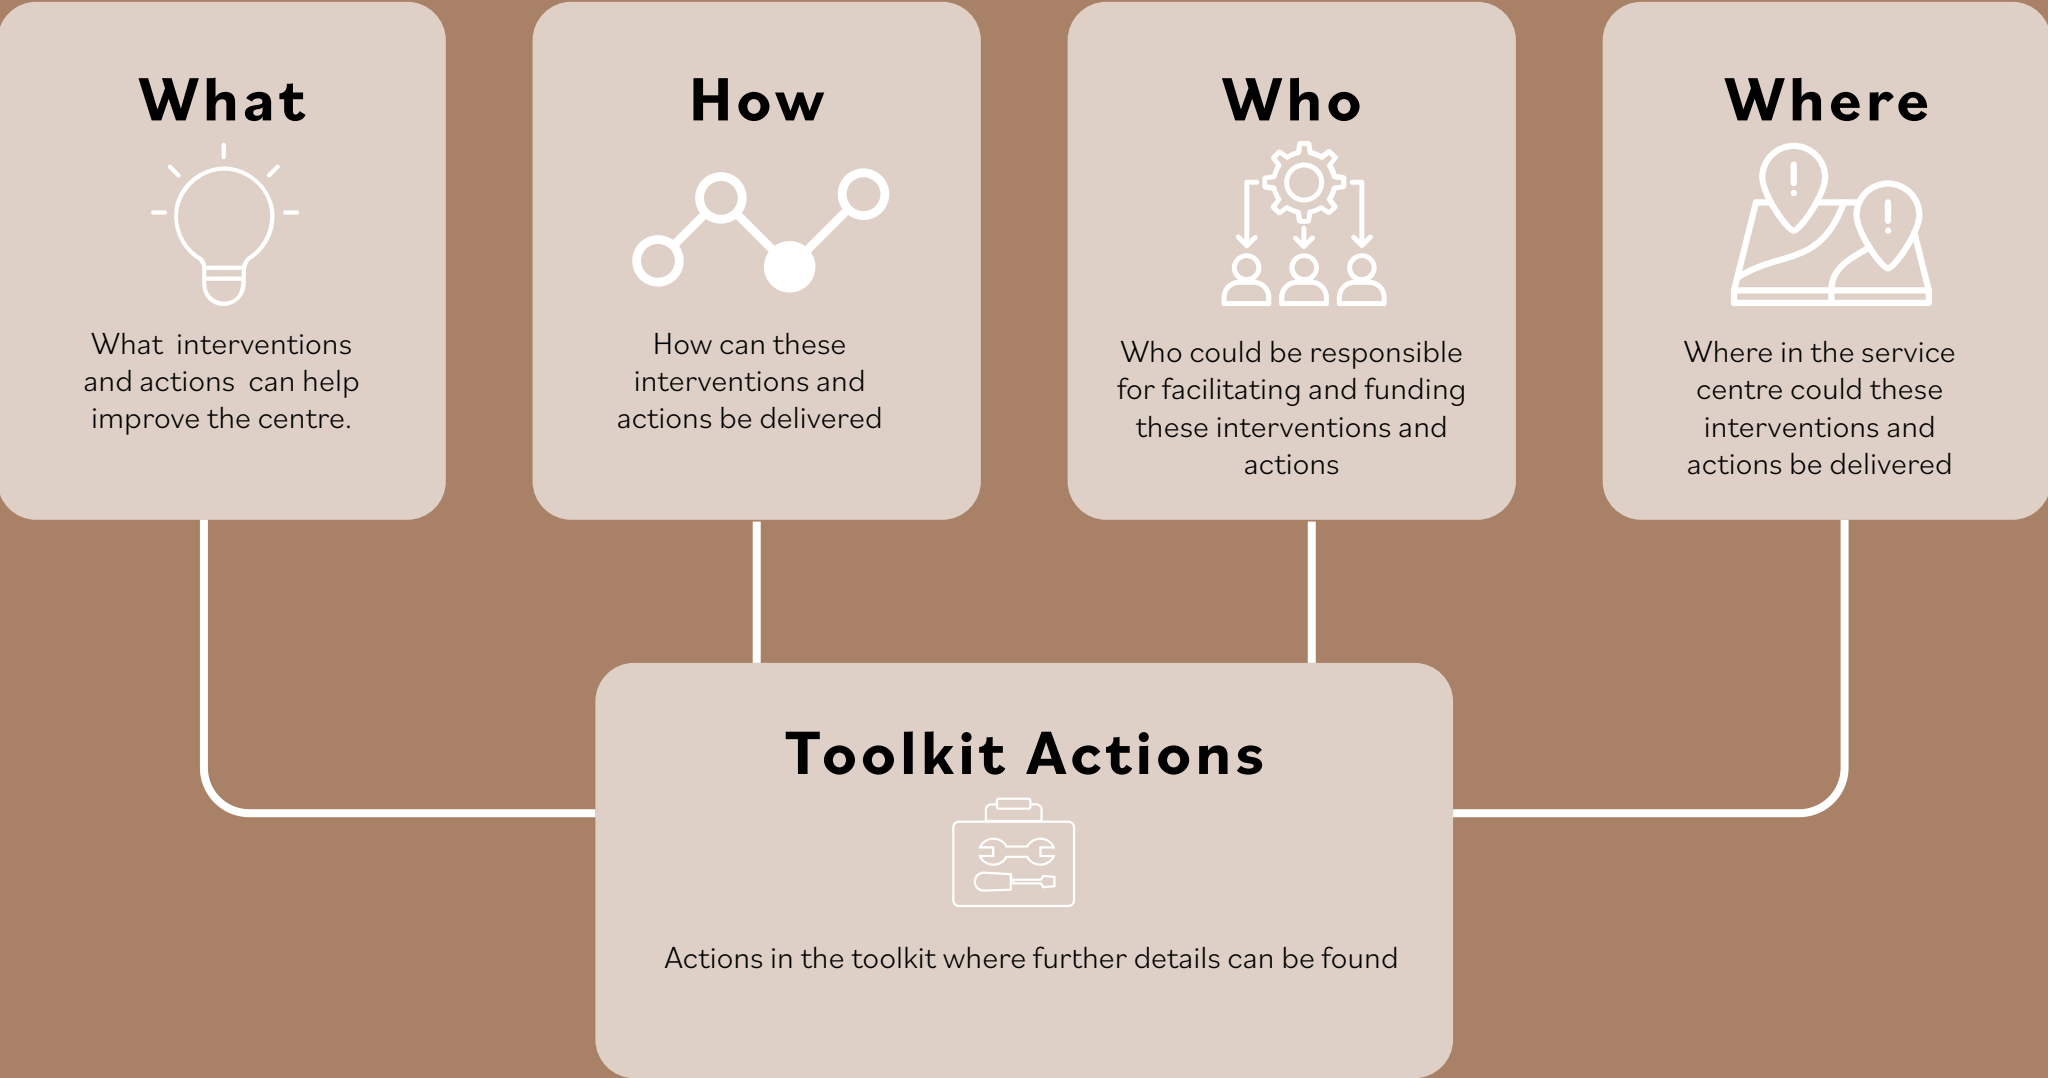 What
What interventions
and actions can help
improve the centre.
How
How can these
interventions and
actions be delivered
Who
Who could be responsible
for facilitating and funding
these interventions and
actions
Where
Where in the service
centre could these
interventions and
actions be delivered
Toolkit Actions
Actions in the toolkit where further details can be found